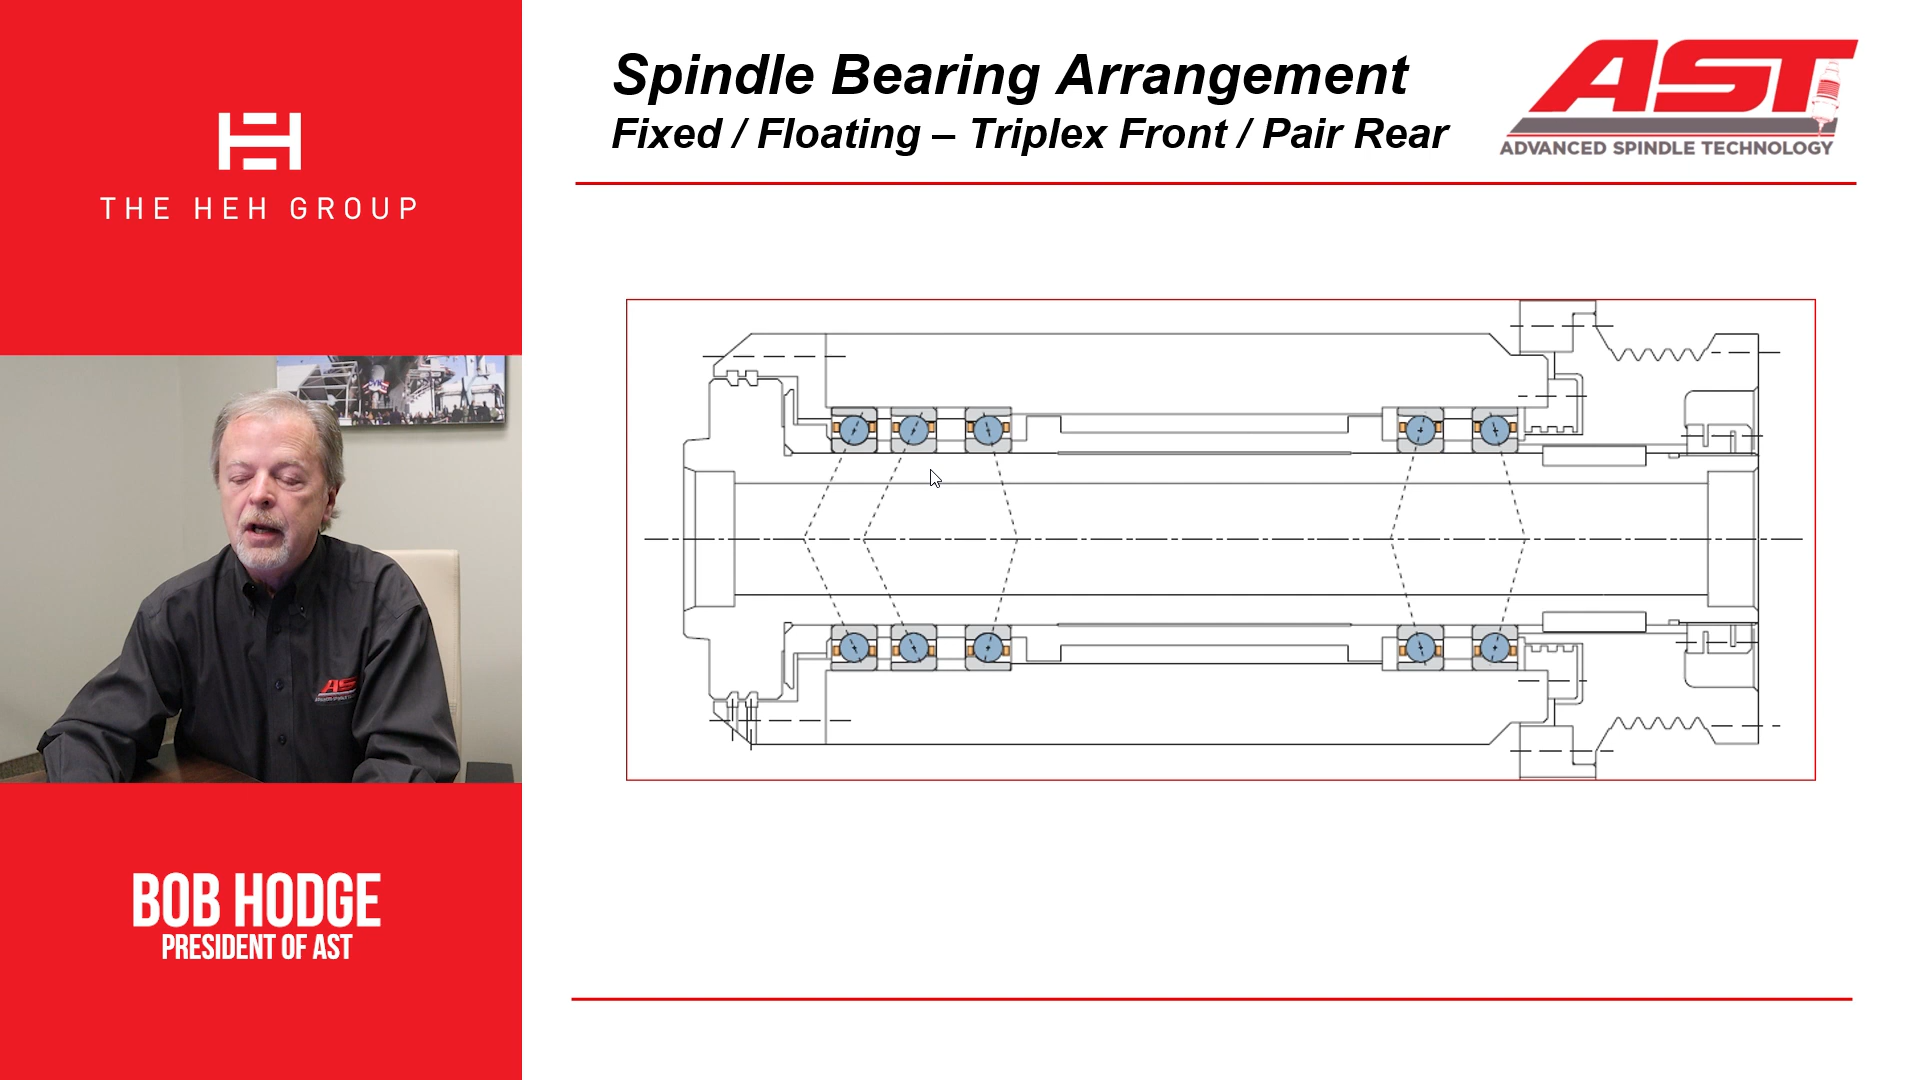 THE HEH GROUP
BOB HODGE
PRESIDENT OF AST
Spindle Bearing Arrangement
Fixed / Floating – Triplex Front / Pair Rear
AST
ADVANCED SPINDLE TECHNOLOGY
AST